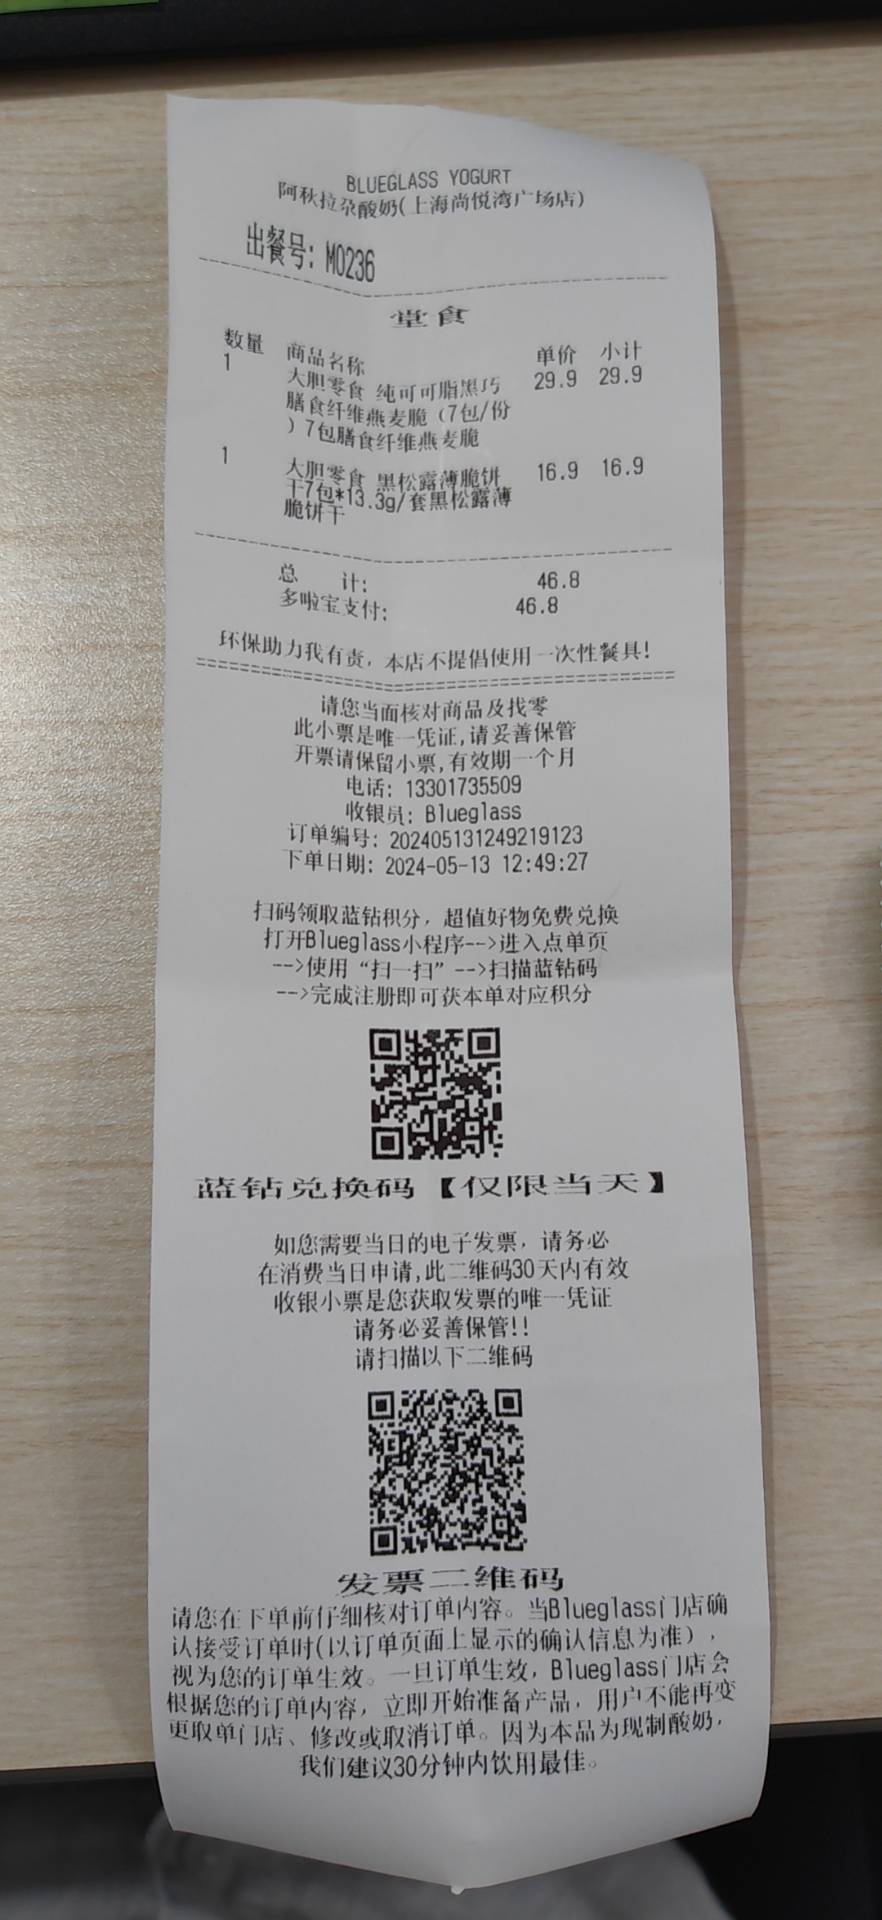 BLUEGLASS YOGURT
阿秋拉尕酸奶(上海尚悦湾广场店)
出餐号: M0236
堂食
数量 商品名称 单价 小计
1 大胆零食 纯可可脂黑巧 29.9 29.9
膳食纤维燕麦脆（7包/份
）7包膳食纤维燕麦脆
1 大胆零食 黑松露薄脆饼 16.9 16.9
干7包*13.3g/套黑松露薄
脆饼干
总 计: 46.8
多啦宝支付: 46.8
环保助力我有责，本店不提倡使用一次性餐具!
请您当面核对商品及找零
此小票是唯一凭证,请妥善保管
开票请保留小票,有效期一个月
电话: 13301735509
收银员: Blueglass
订单编号: 202405131249219123
下单日期: 2024-05-13 12:49:27
扫码领取蓝钻积分，超值好物免费兑换
打开Blueglass小程序-->进入点单页
-->使用“扫一扫”-->扫描蓝钻码
-->完成注册即可获本单对应积分
蓝钻兑换码【仅限当天】
如您需要当日的电子发票，请务必
在消费当日申请,此二维码30天内有效
收银小票是您获取发票的唯一凭证
请务必妥善保管!!
请扫描以下二维码
发票二维码
请您在下单前仔细核对订单内容。当Blueglass门店确
认接受订单时(以订单页面上显示的确认信息为准），
视为您的订单生效。一旦订单生效，Blueglass门店会
根据您的订单内容，立即开始准备产品，用户不能再变
更取单门店、修改或取消订单。因为本品为现制酸奶，
我们建议30分钟内饮用最佳。